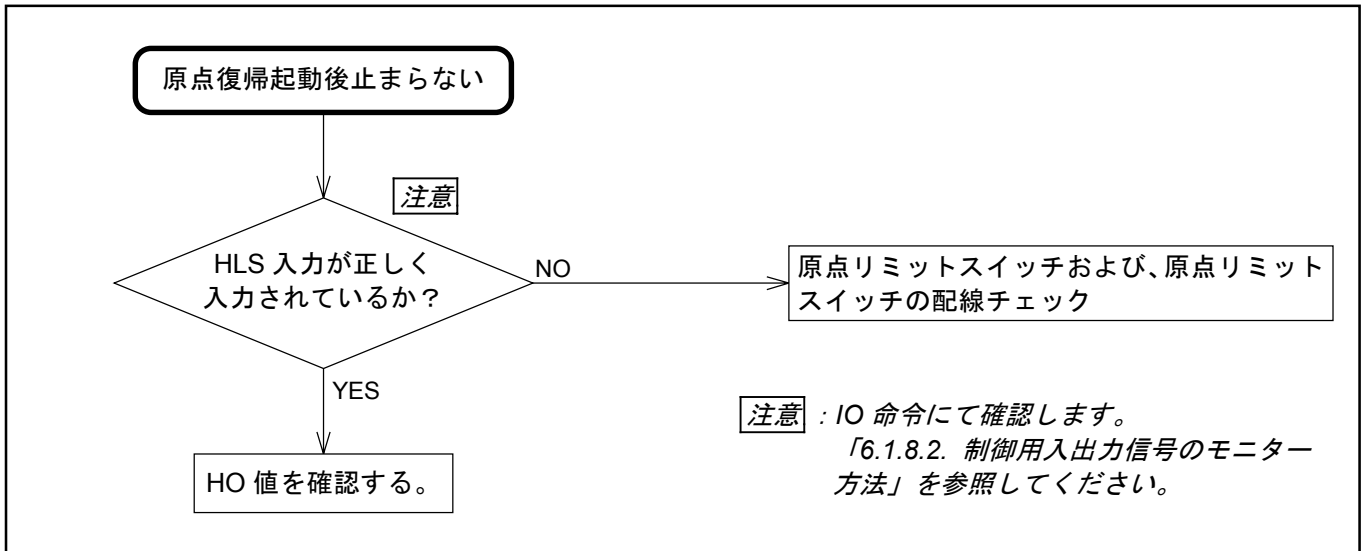 原点復帰起動後止まらない
注意
HLS 入力が正しく
入力されているか？
NO
原点リミットスイッチおよび、原点リミット
スイッチの配線チェック
YES
HO 値を確認する。
注意 : IO 命令にて確認します。
「6.1.8.2. 制御用入出力信号のモニター
方法」を参照してください。